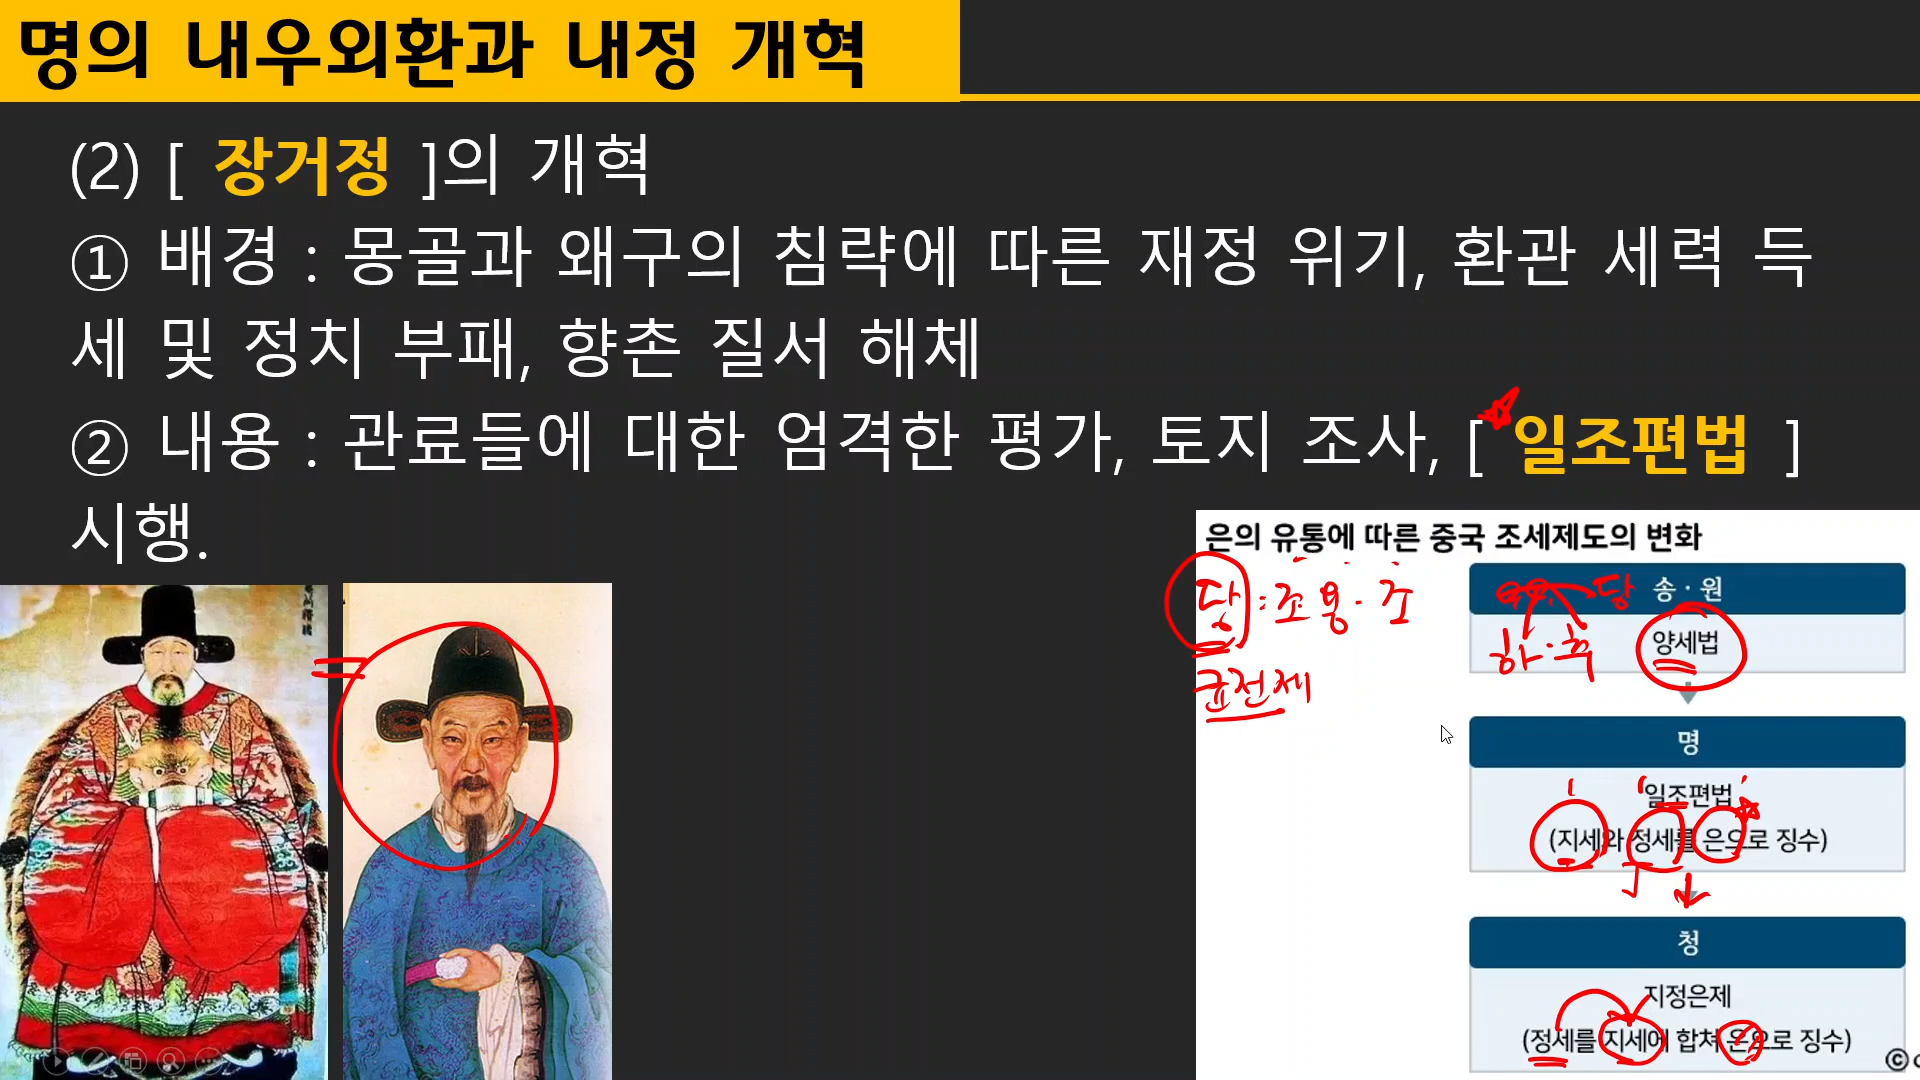 명의 내우외환과 내정 개혁
(2) [ 장거정 ]의 개혁
① 배경 : 몽골과 왜구의 침략에 따른 재정 위기, 환관 세력 득
세 및 정치 부패, 향촌 질서 해체
② 내용 : 관료들에 대한 엄격한 평가, 토지 조사, [ 일조편법 ]
시행.
은의 유통에 따른 중국 조세제도의 변화
당 : 조 용 · 조
균전제
송 · 원
당
하 · 추
양세법
명
일조편법
(지세와 정세를 은으로 징수)
청
지정은제
(정세를 지세에 합쳐 은으로 징수)
©